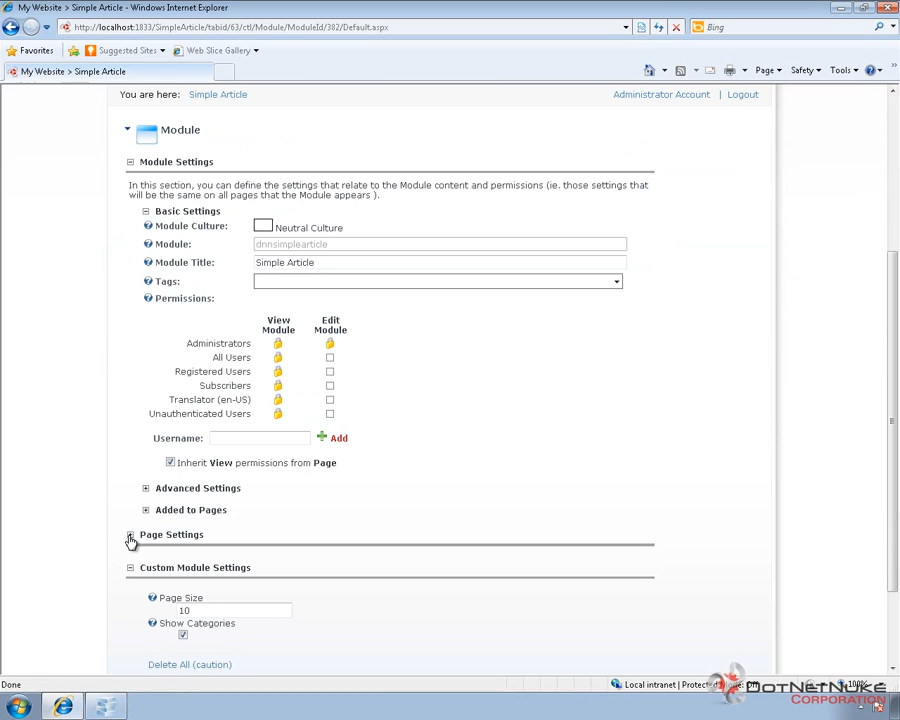 My Website > Simple Article - Windows Internet Explorer
http://localhost:1833/SimpleArticle/tabid/63/ctl/Module/ModuleId/382/Default.aspx
Bing
Favorites
Suggested Sites
Web Slice Gallery
My Website > Simple Article
Page
Safety
Tools
You are here: Simple Article
Administrator Account | Logout
Module
Module Settings
In this section, you can define the settings that relate to the Module content and permissions (ie. those settings that
will be the same on all pages that the Module appears ).
Basic Settings
Module Culture: Neutral Culture
Module: dnnsimplearticle
Module Title: Simple Article
Tags:
Permissions:
View Edit
Module Module
Administrators
All Users
Registered Users
Subscribers
Translator (en-US)
Unauthenticated Users
Username: Add
Inherit View permissions from Page
Advanced Settings
Added to Pages
Page Settings
Custom Module Settings
Page Size
10
Show Categories
Delete All (caution)
Done
Local intranet | Protected Mode: Off
100%
DotNetNuke
CORPORATION